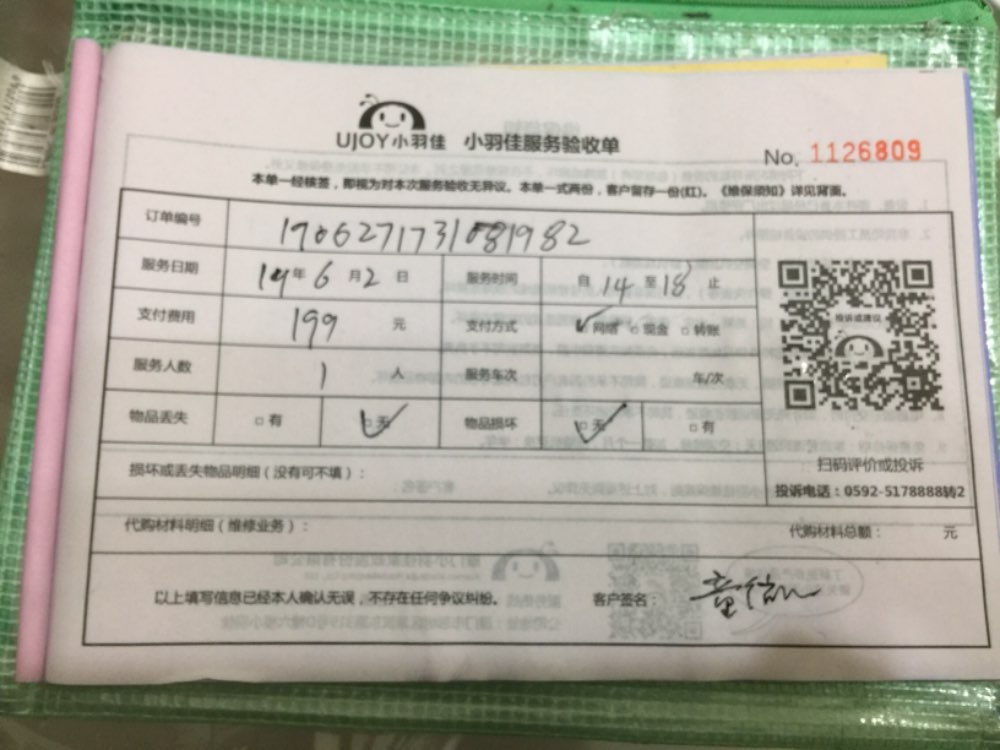 UJOY小羽佳 小羽佳服务验收单
No. 1126809
本单一经核签，即视为对本次服务验收无异议。本单一式两份，客户留存一份(红)。《维保须知》详见背面。
订单编号 1906271731081982
服务日期 19年6月2日 服务时间 自14至18止
支付费用 199 元 支付方式 ☑网络 □现金 □转账
服务人数 1 人 服务车次 车/次
物品丢失 □有 ☑无 物品损坏 ☑无 □有
投诉或建议
扫码评价或投诉
投诉电话：0592-5178888转2
损坏或丢失物品明细（没有可不填）：
代购材料明细（维修业务）： 代购材料总额： 元
以上填写信息已经本人确认无误，不存在任何争议纠纷。 客户签名：